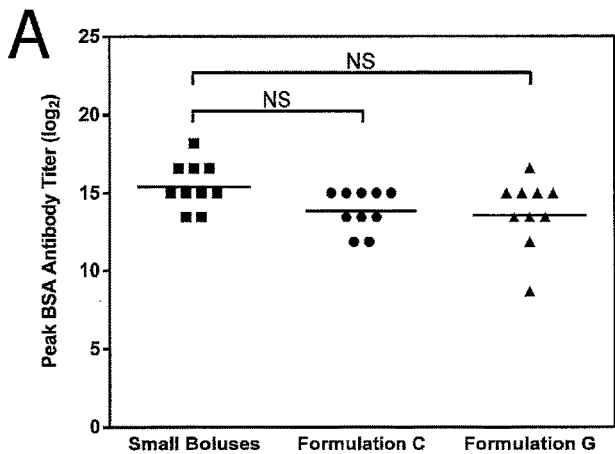 A
25
20
15
10
5
0
Peak BSA Antibody Titer (log₂)
NS
NS
Small Boluses Formulation C Formulation G